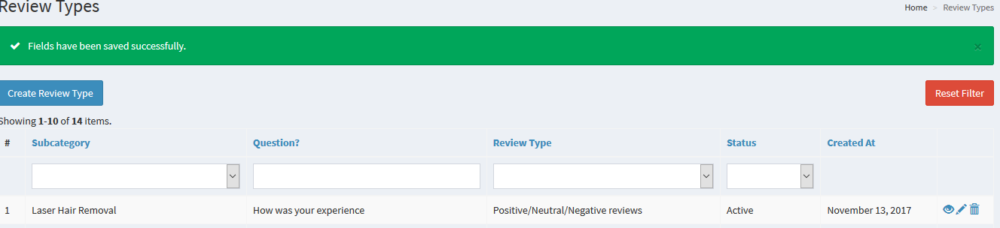 Review Types
Home > Review Types
Fields have been saved successfully.
×
Create Review Type
Reset Filter
Showing 1-10 of 14 items.
# Subcategory Question? Review Type Status Created At
1 Laser Hair Removal How was your experience Positive/Neutral/Negative reviews Active November 13, 2017